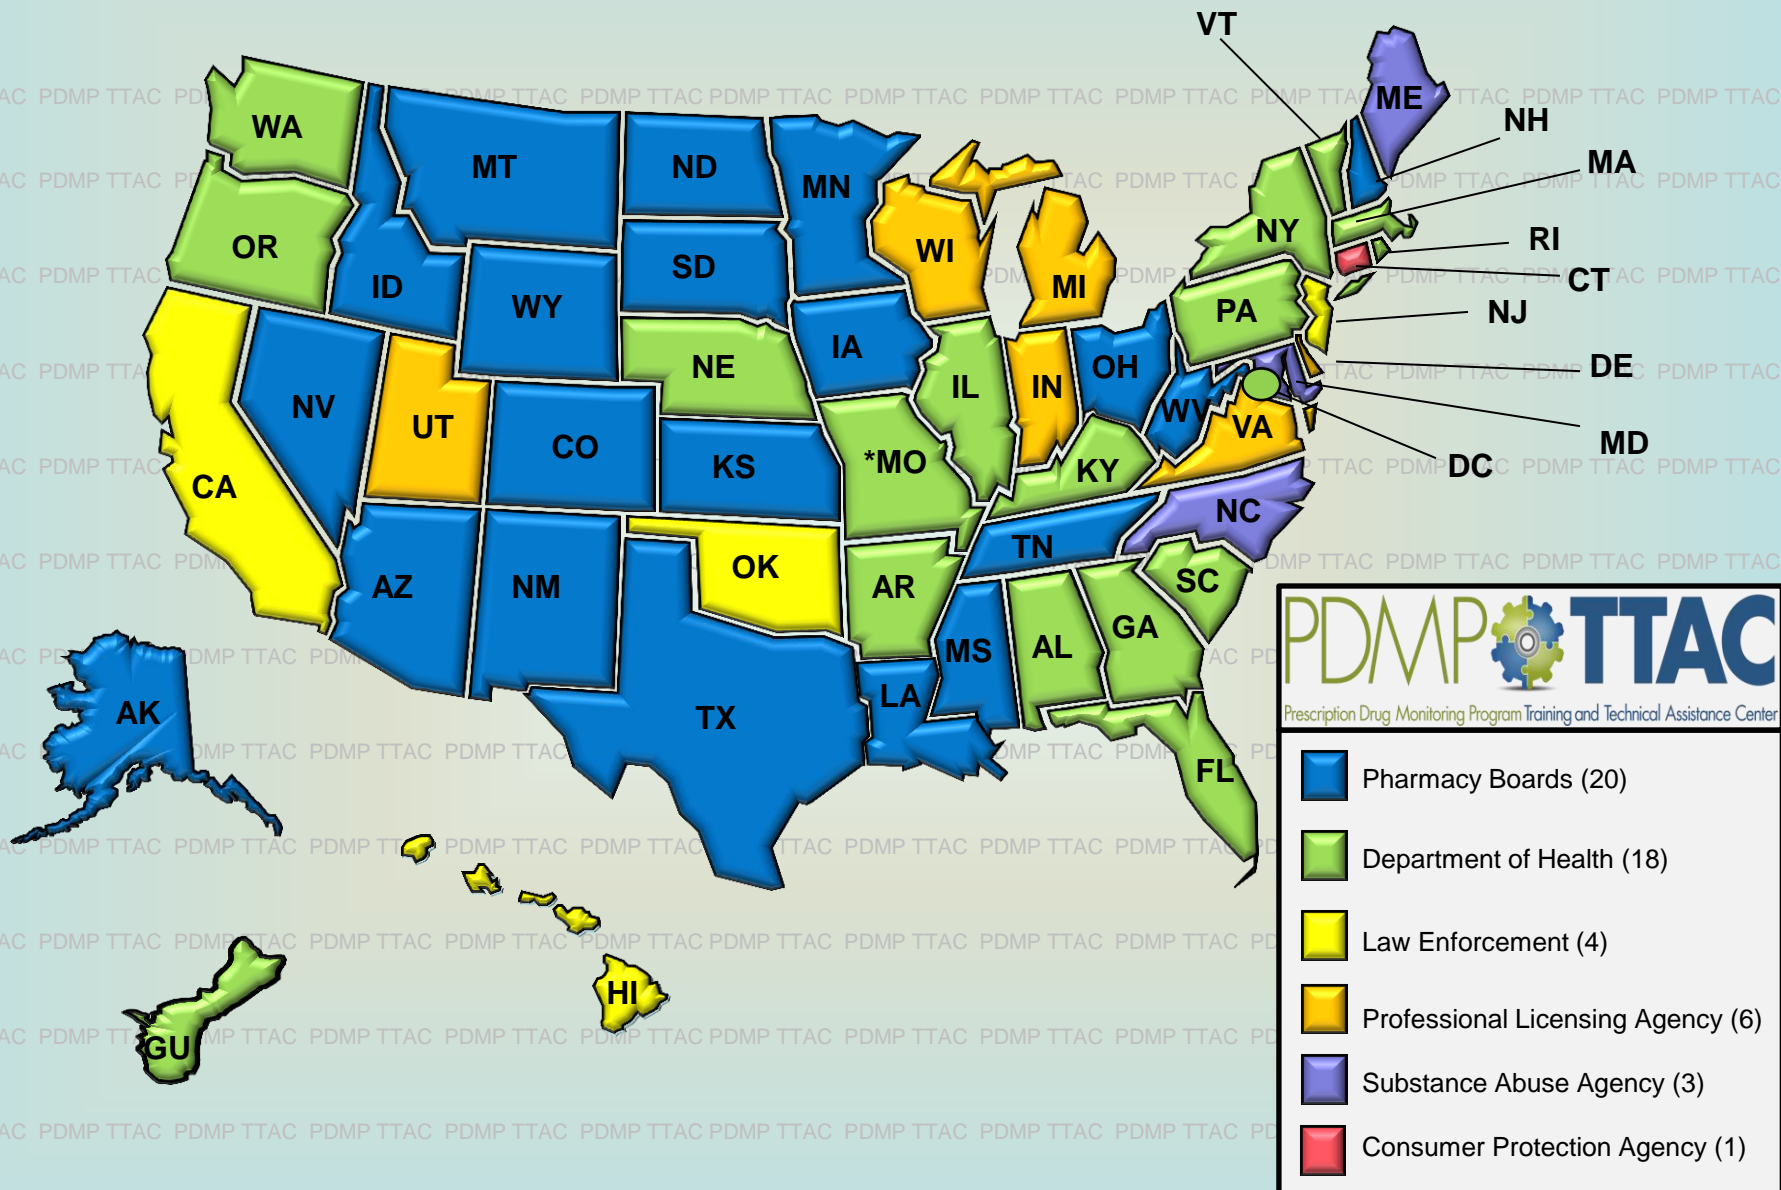 VT
ME
NH
WA
MT
ND
MN
MA
OR
NY
RI
WI
SD
ID
MI
CT
WY
PA
NJ
IA
NE
OH
DE
IL
IN
NV
UT
WV
VA
CO
MD
*MO
KS
DC
KY
CA
NC
TN
OK
SC
AZ
NM
AR
GA
MS
AL
LA
AK
TX
FL
HI
GU
PDMP TTAC
Prescription Drug Monitoring Program Training and Technical Assistance Center
Pharmacy Boards (20)
Department of Health (18)
Law Enforcement (4)
Professional Licensing Agency (6)
Substance Abuse Agency (3)
Consumer Protection Agency (1)